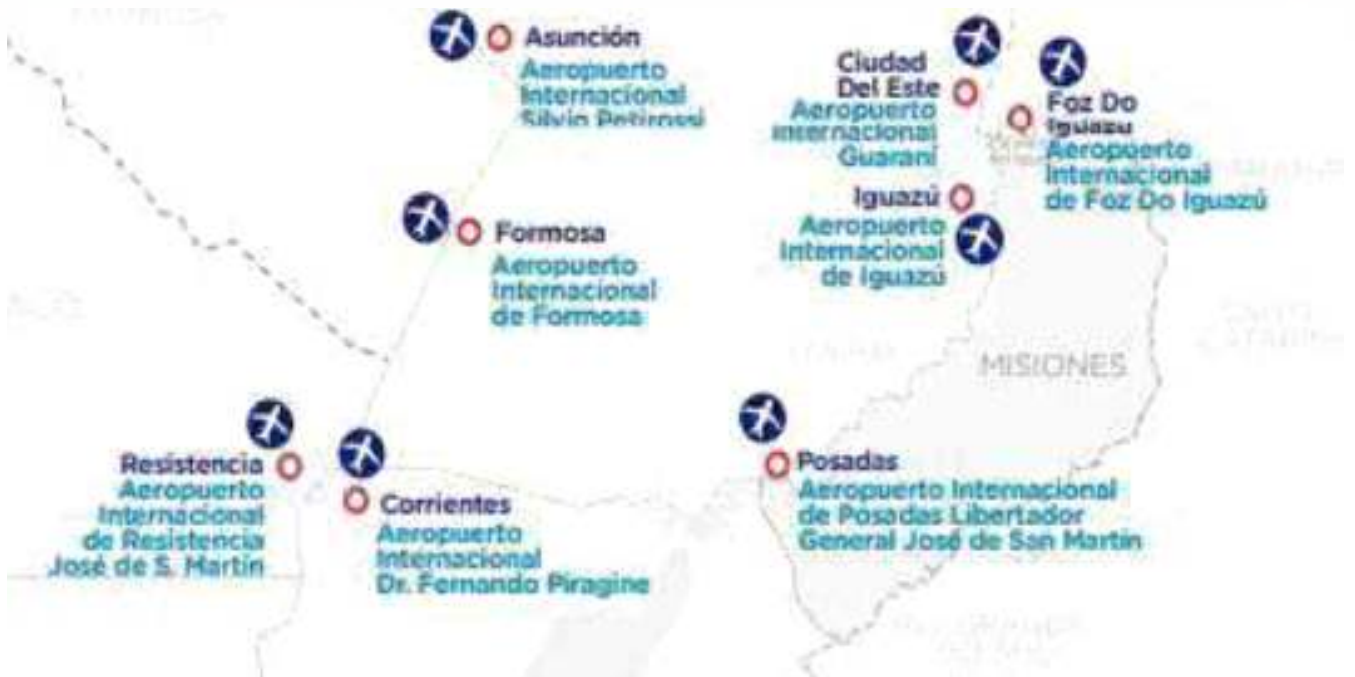 Asunción
Aeropuerto
Internacional
Silvio Petirossi
Ciudad
Del Este
Aeropuerto
Internacional
Guaraní
Foz Do
Iguazu
Aeropuerto
Internacional
de Foz Do Iguazú
Iguazú
Aeropuerto
Internacional
de Iguazú
Formosa
Aeropuerto
Internacional
de Formosa
MISIONES
Resistencia
Aeropuerto
Internacional
de Resistencia
José de S. Martín
Corrientes
Aeropuerto
Internacional
Dr. Fernando Piragine
Posadas
Aeropuerto Internacional
de Posadas Libertador
General José de San Martín